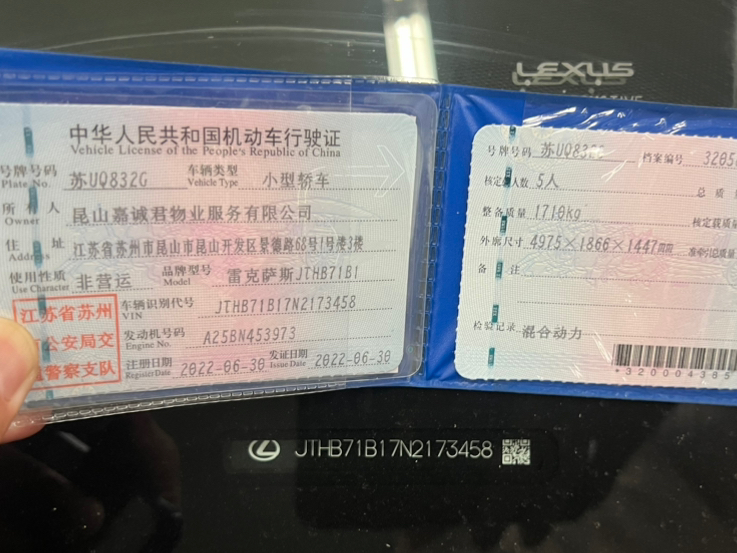 LEXUS
中华人民共和国机动车行驶证
Vehicle License of the People's Republic of China
号牌号码 苏UQ832G 车辆类型 小型轿车
Plate No. Vehicle Type
所有人 昆山嘉诚君物业服务有限公司
Owner
住址 江苏省苏州市昆山市昆山开发区景德路68号1号楼3楼
Address
使用性质 非营运 品牌型号 雷克萨斯JTHB71B1
Use Character Model
江苏省苏州
公安局交
警察支队
车辆识别代号 JTHB71B17N2173458
VIN
发动机号码 A25BN453973
Engine No.
注册日期 2022-06-30 发证日期 2022-06-30
Register Date Issue Date
号牌号码 苏UQ832 档案编号 3205
核定人数 5人
总质
整备质量 1710kg 核定载质量
外廓尺寸 4975×1866×1447mm 准牵引总质量
备注
检验记录 混合动力
+3200004385
JTHB71B17N2173458